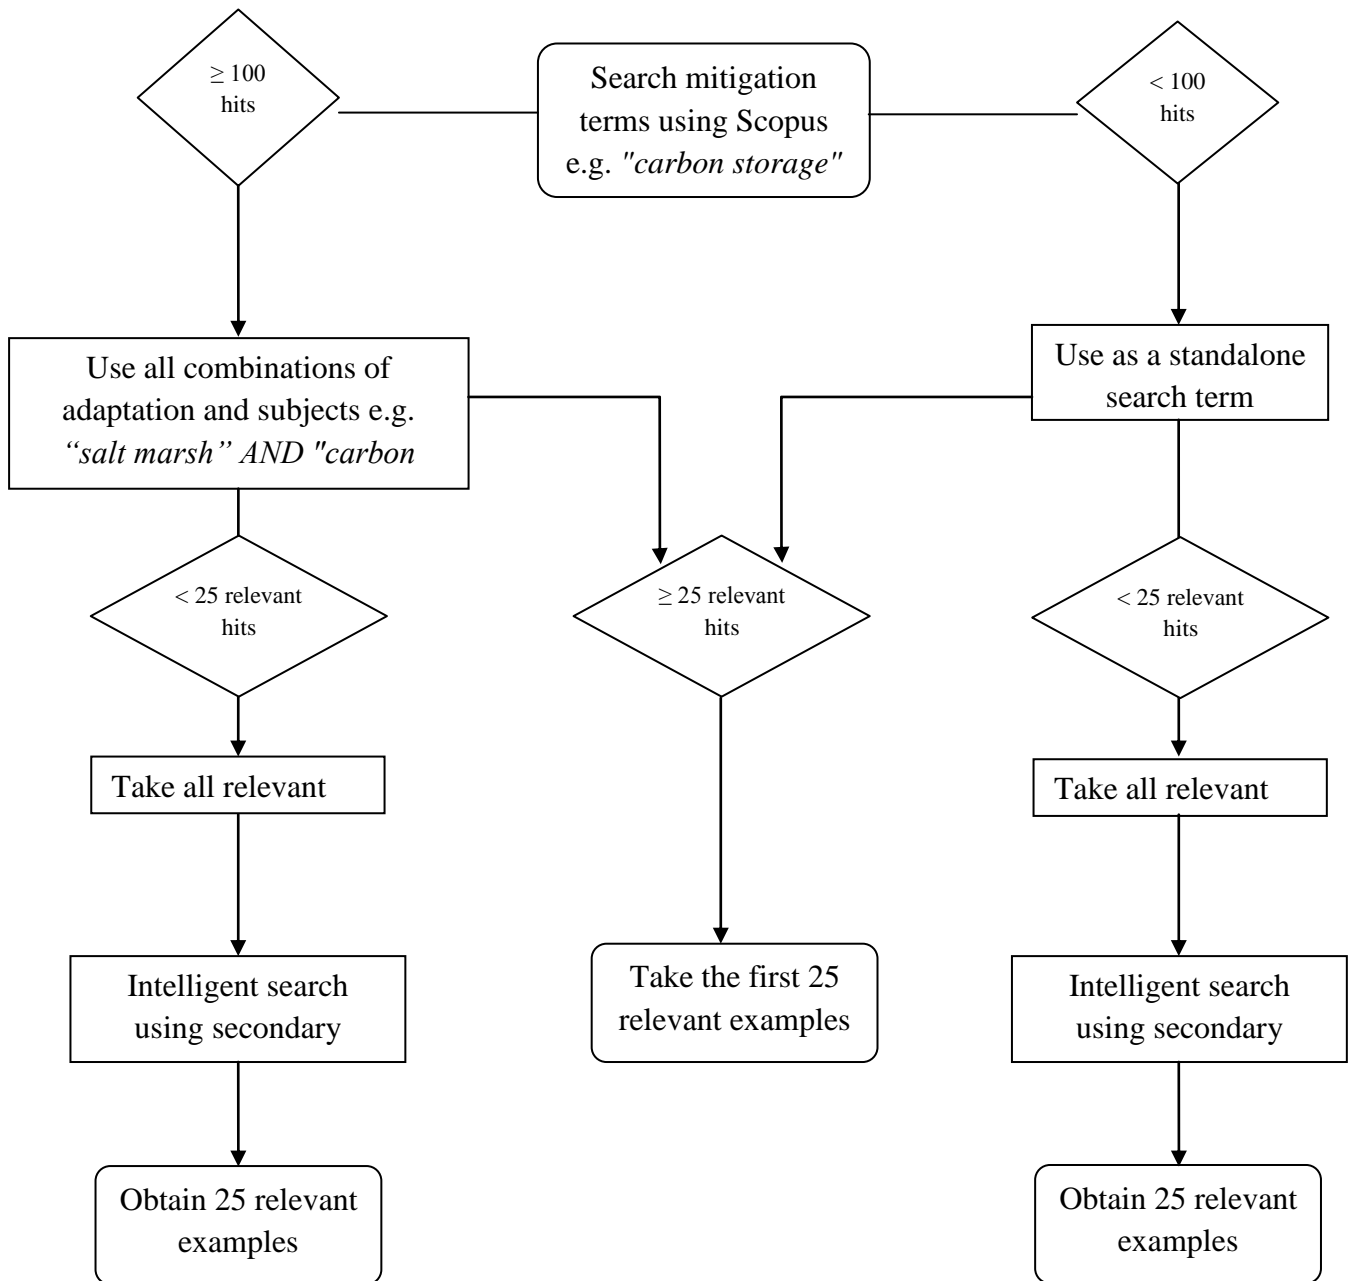 ≥ 100
hits
Search mitigation
terms using Scopus
e.g. "carbon storage"
< 100
hits
Use all combinations of
adaptation and subjects e.g.
“salt marsh” AND "carbon
Use as a standalone
search term
< 25 relevant
hits
≥ 25 relevant
hits
< 25 relevant
hits
Take all relevant
Take all relevant
Intelligent search
using secondary
Take the first 25
relevant examples
Intelligent search
using secondary
Obtain 25 relevant
examples
Obtain 25 relevant
examples